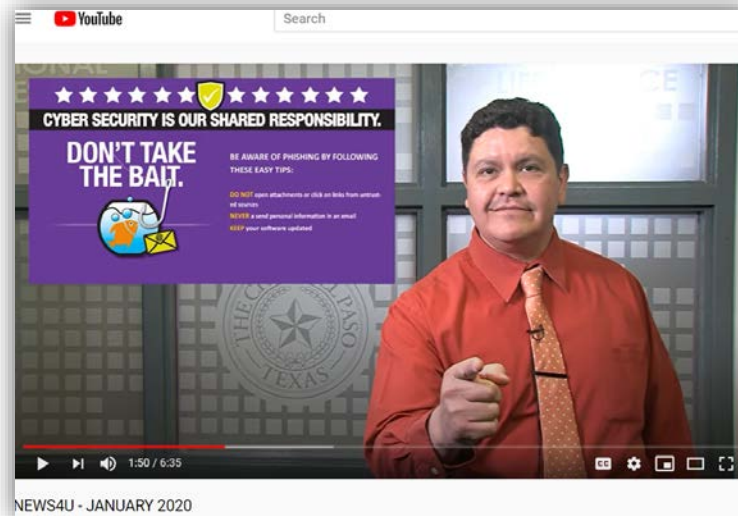 YouTube
Search
★★★★★★ ★★★★★★
CYBER SECURITY IS OUR SHARED RESPONSIBILITY.
DON'T TAKE
THE BAIT.
BE AWARE OF PHISHING BY FOLLOWING
THESE EASY TIPS:
DO NOT open attachments or click on links from untrust-
ed sources
NEVER a send personal information in an email
KEEP your software updated
THE CITY OF EL PASO
TEXAS
1:50 / 6:35
CC
NEWS4U - JANUARY 2020